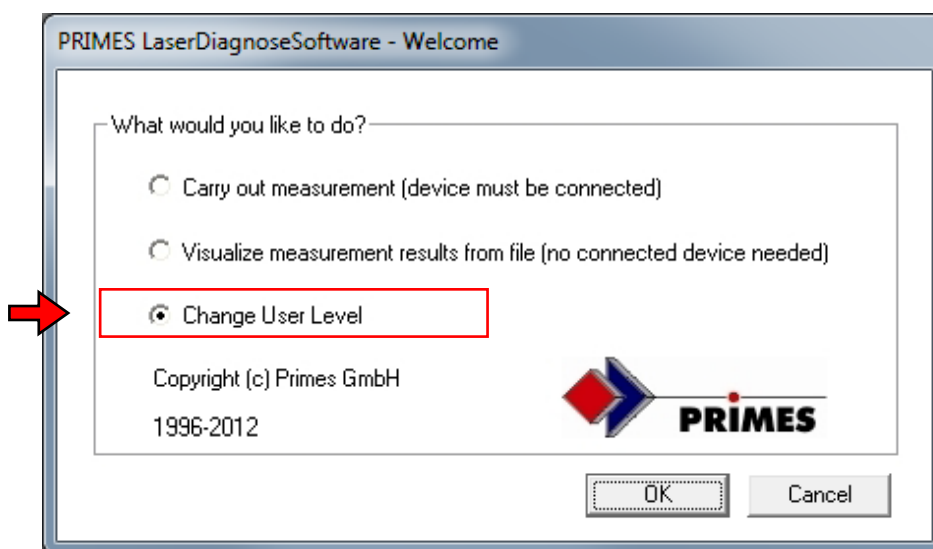 PRIMES LaserDiagnoseSoftware - Welcome
What would you like to do?
Carry out measurement (device must be connected)
Visualize measurement results from file (no connected device needed)
Change User Level
Copyright (c) Primes GmbH
1996-2012
PRiMES
OK Cancel